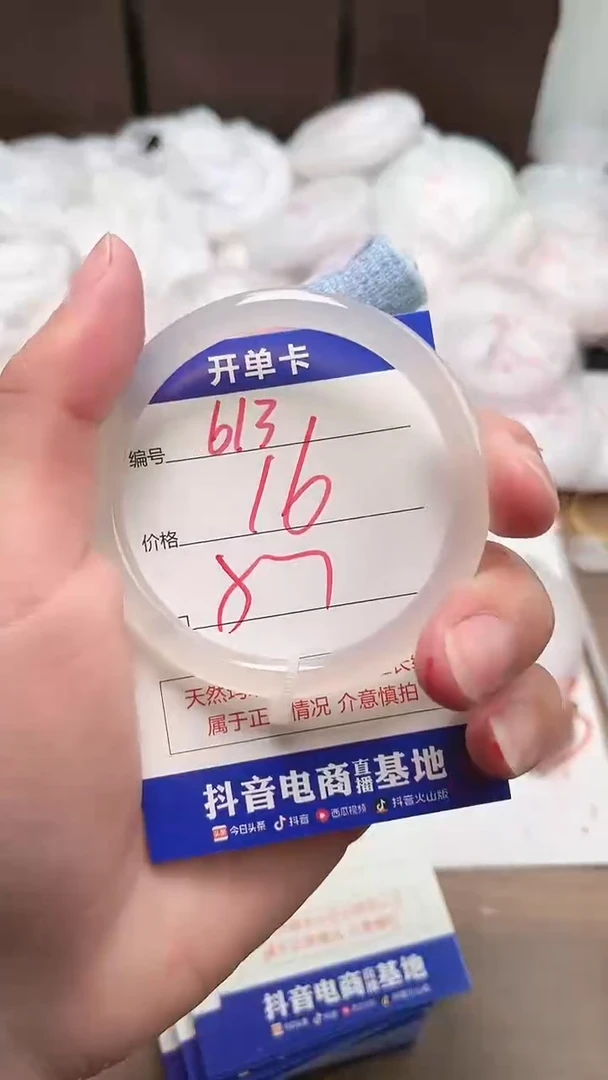 开单卡
编号 613
价格 16
天然
属于正 情况 介意慎拍
抖音电商直播基地
头条 今日头条 抖音 西瓜视频 抖音火山版
抖音电商直播基地